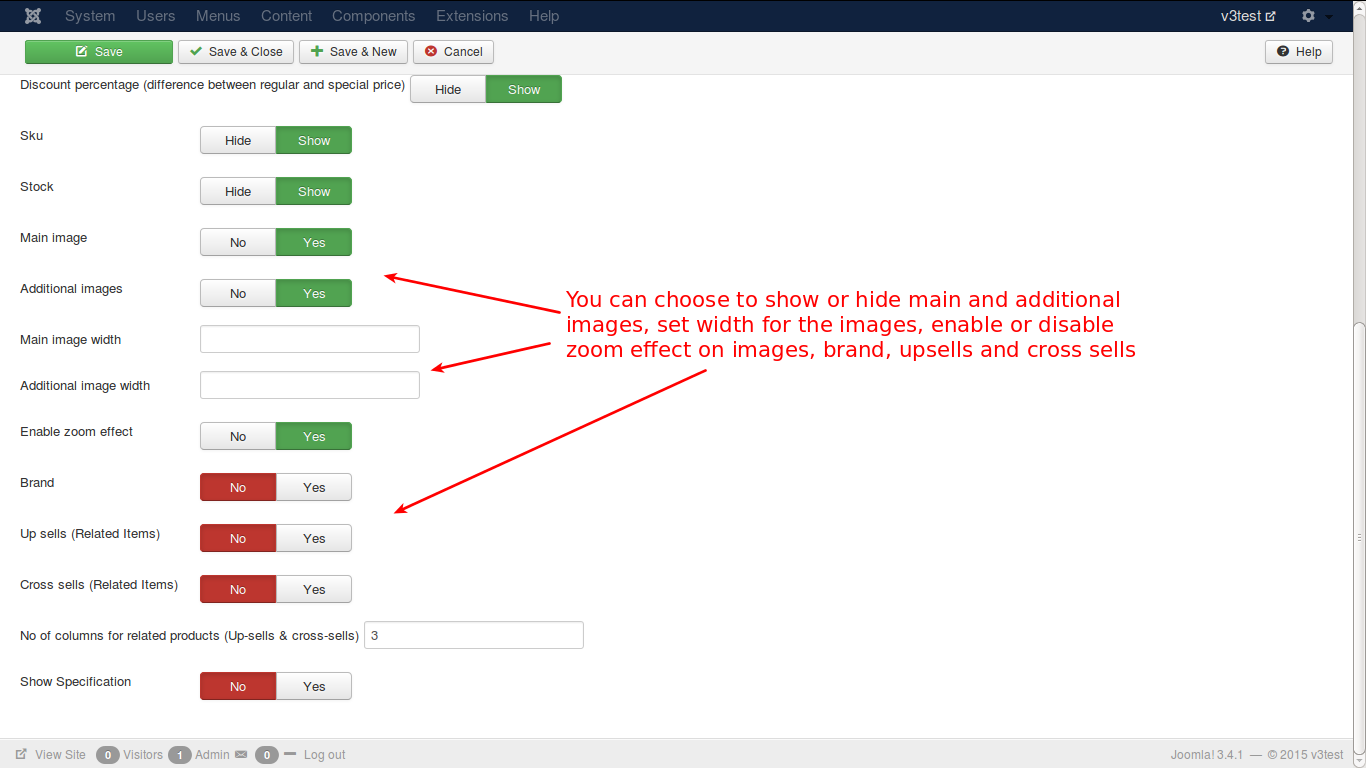 System Users Menus Content Components Extensions Help v3test
Save Save & Close Save & New Cancel Help
Discount percentage (difference between regular and special price) Hide Show
Sku Hide Show
Stock Hide Show
Main image No Yes
Additional images No Yes
You can choose to show or hide main and additional
images, set width for the images, enable or disable
zoom effect on images, brand, upsells and cross sells
Main image width
Additional image width
Enable zoom effect No Yes
Brand No Yes
Up sells (Related Items) No Yes
Cross sells (Related Items) No Yes
No of columns for related products (Up-sells & cross-sells) 3
Show Specification No Yes
View Site 0 Visitors 1 Admin 0 Log out Joomla! 3.4.1 — © 2015 v3test